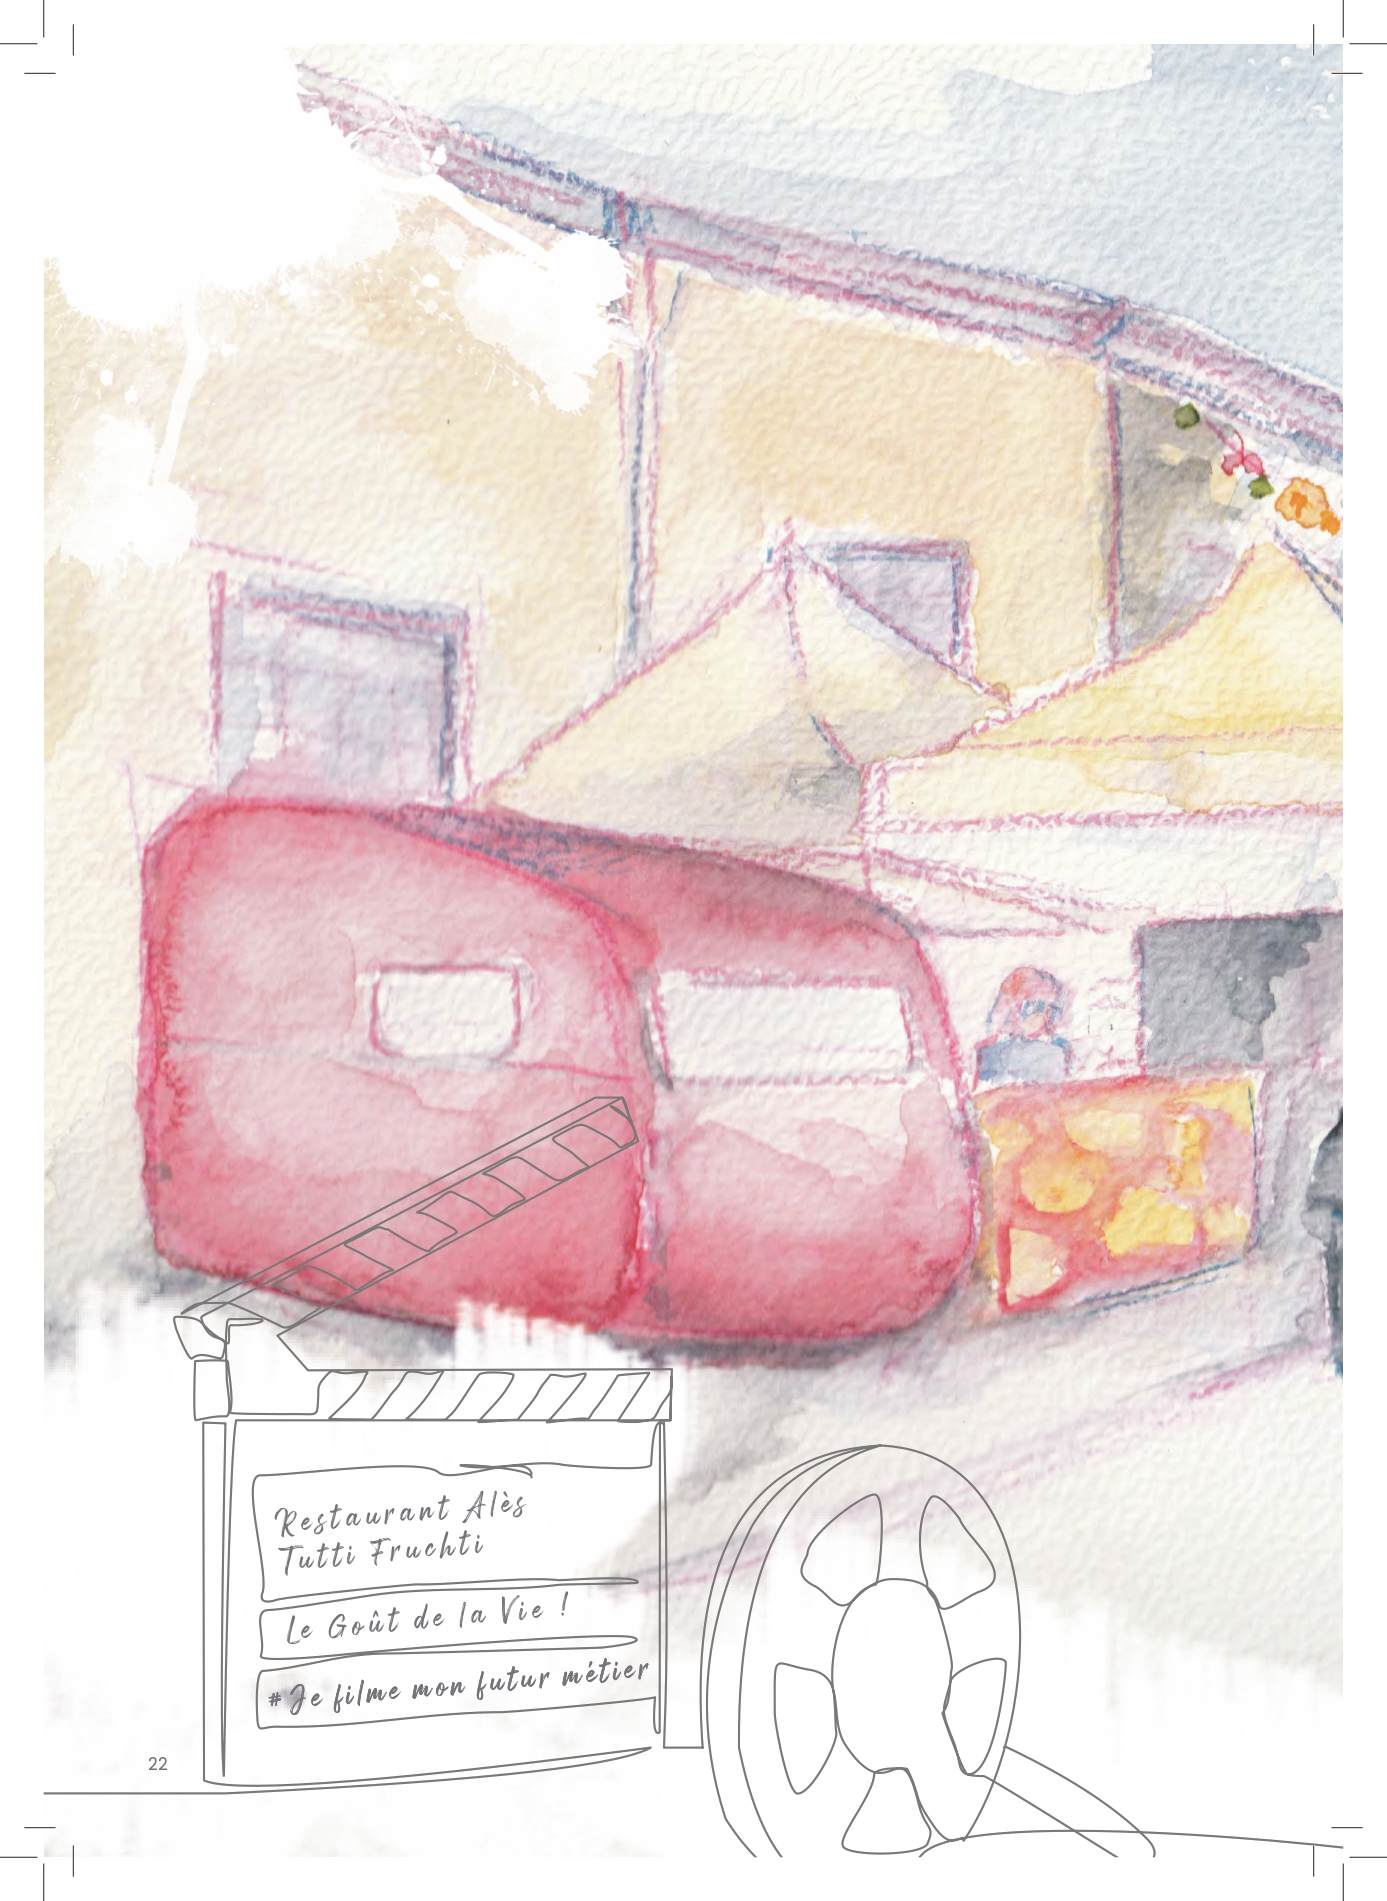 Restaurant Alès
Tutti Fruchti
Le Goût de la Vie !
#Je filme mon futur métier
22